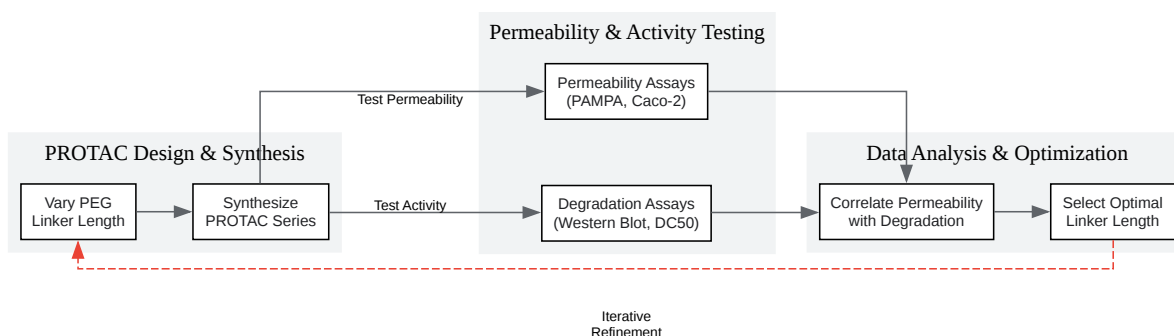 Permeability & Activity Testing
Permeability Assays
(PAMPA, Caco-2)
Test Permeability
PROTAC Design & Synthesis
Data Analysis & Optimization
Vary PEG
Linker Length
Synthesize
PROTAC Series
Test Activity
Degradation Assays
(Western Blot, DC50)
Correlate Permeability
with Degradation
Select Optimal
Linker Length
Iterative
Refinement